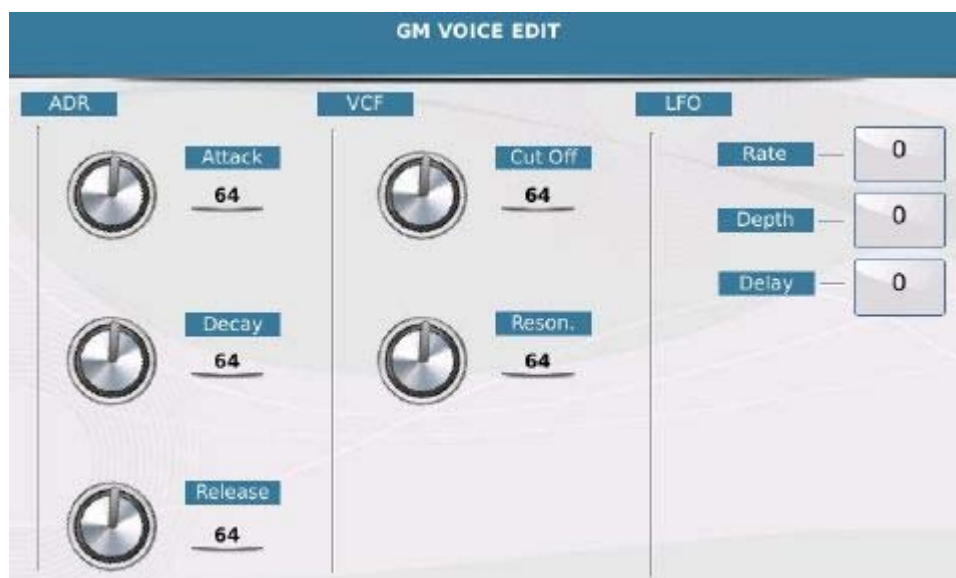 GM VOICE EDIT
ADR
Attack
64
Decay
64
Release
64
VCF
Cut Off
64
Reson.
64
LFO
Rate
0
Depth
0
Delay
0